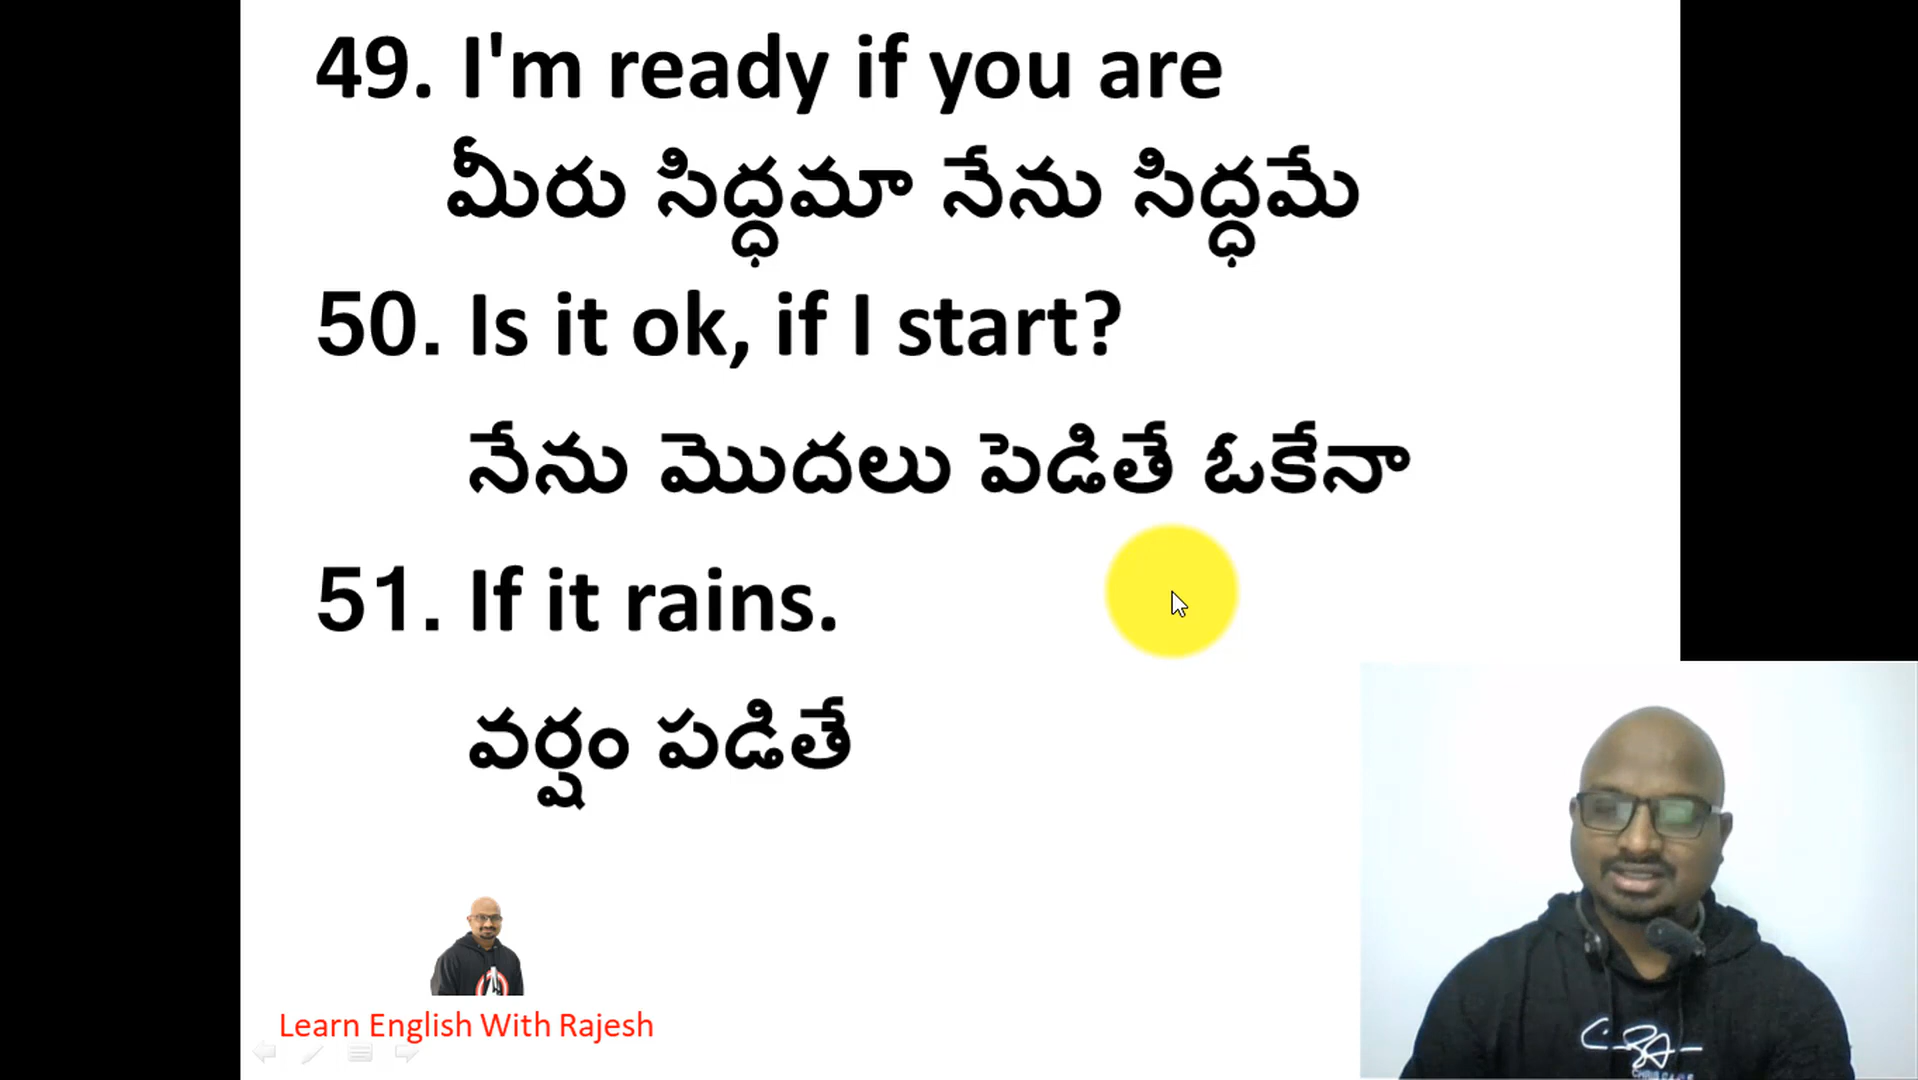 49. I'm ready if you are
మీరు సిద్ధమా నేను సిద్ధమే
50. Is it ok, if I start?
నేను మొదలు పెడితే ఓకేనా
51. If it rains.
వర్షం పడితే
Learn English With Rajesh